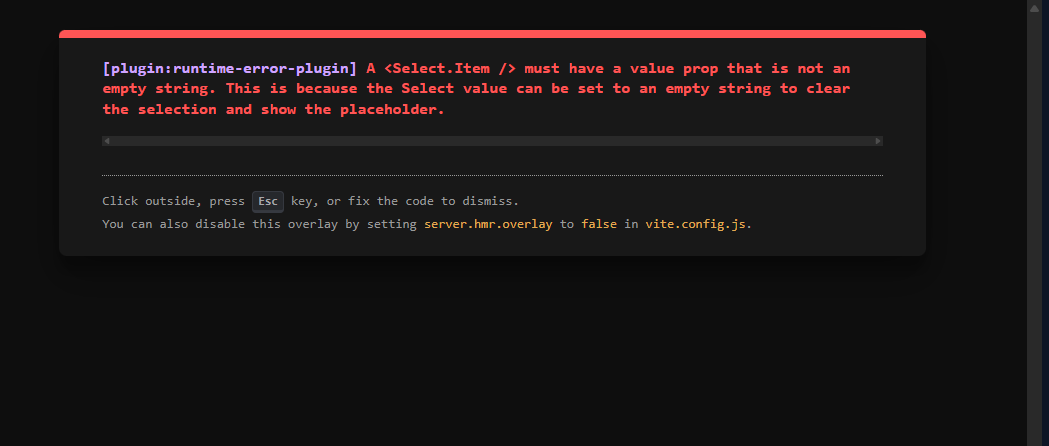 [plugin:runtime-error-plugin] A <Select.Item /> must have a value prop that is not an
empty string. This is because the Select value can be set to an empty string to clear
the selection and show the placeholder.
Click outside, press Esc key, or fix the code to dismiss.
You can also disable this overlay by setting server.hmr.overlay to false in vite.config.js.